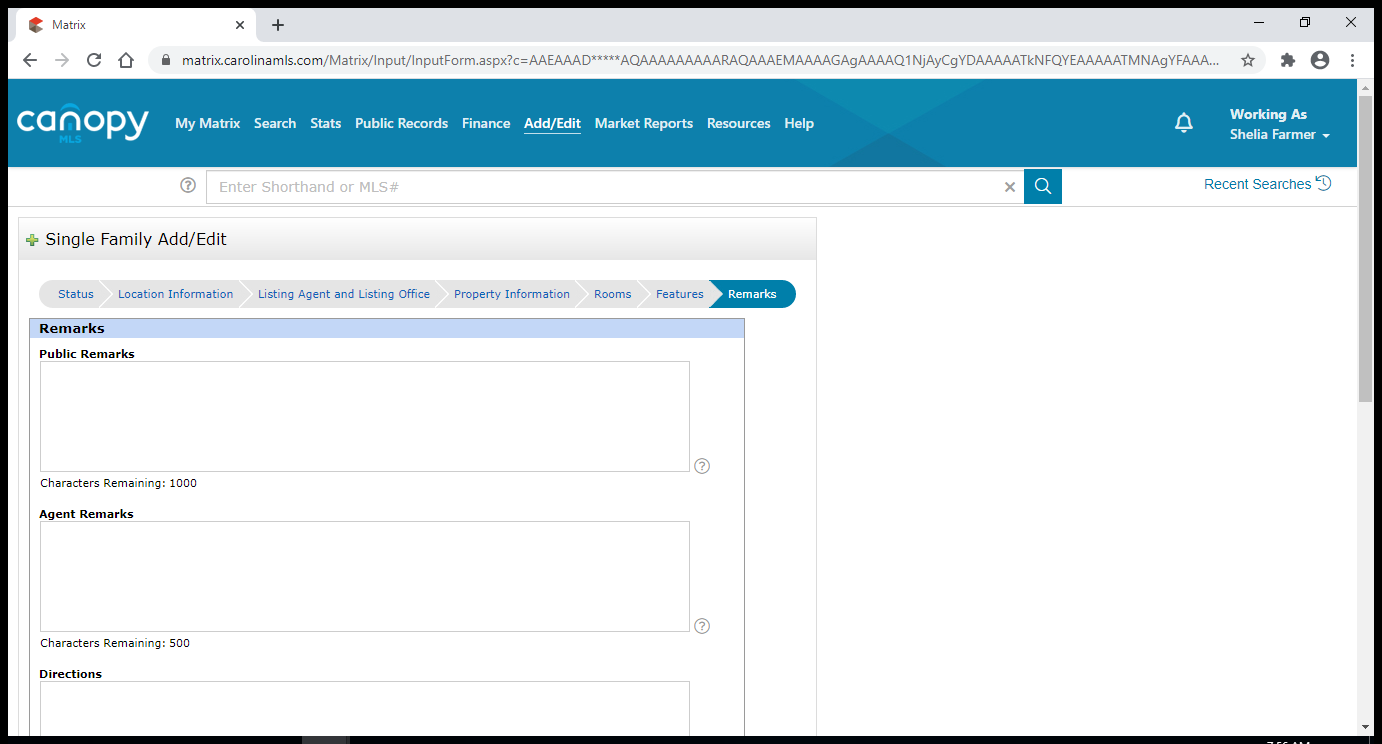 Matrix
matrix.carolinamls.com/Matrix/Input/InputForm.aspx?c=AAEAAAD*****AQAAAAAAAAARAQAAAEMAAAAGAgAAAAQ1NjAyCgYDAAAAATkNFQYEAAAAATMNAgYFAAA...
canopy
MLS
My Matrix Search Stats Public Records Finance Add/Edit Market Reports Resources Help
Working As
Shelia Farmer
Enter Shorthand or MLS#
Recent Searches
Single Family Add/Edit
Status Location Information Listing Agent and Listing Office Property Information Rooms Features Remarks
Remarks
Public Remarks
?
Characters Remaining: 1000
Agent Remarks
?
Characters Remaining: 500
Directions